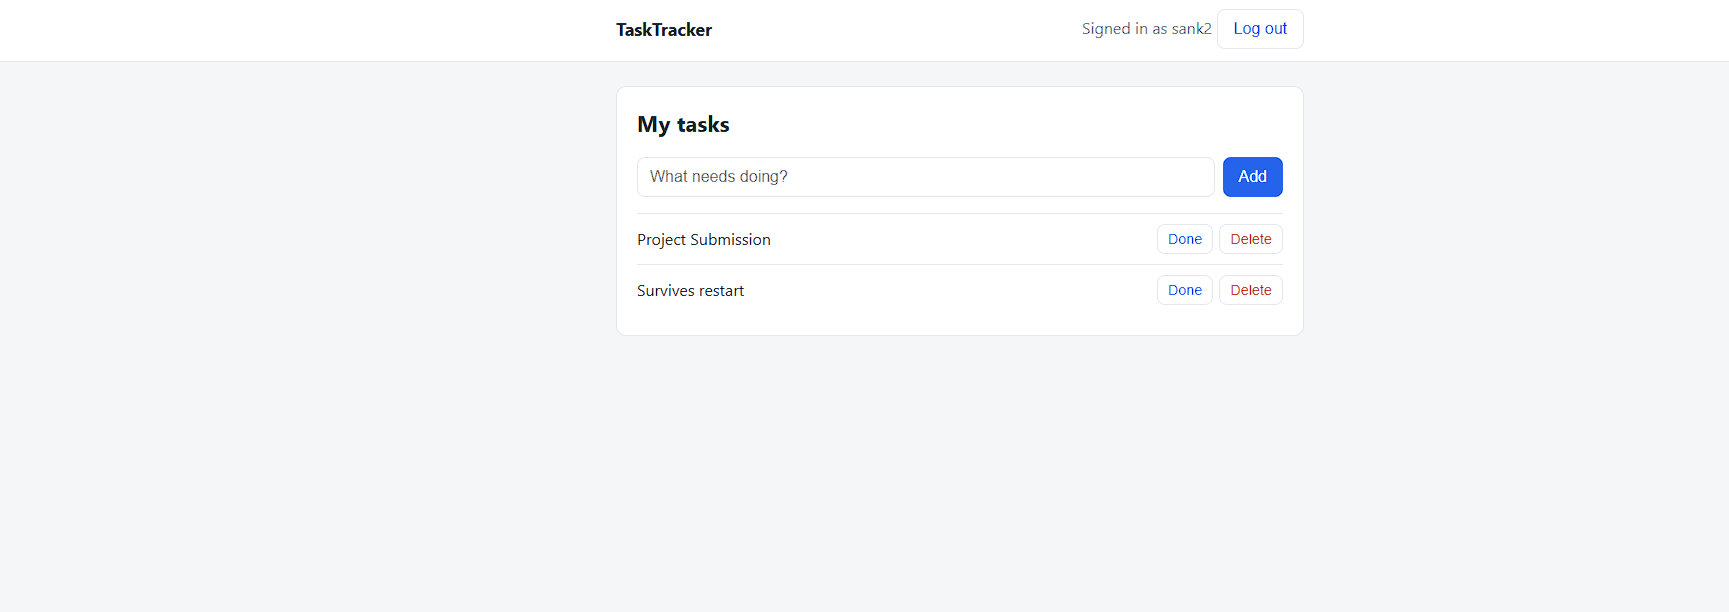 TaskTracker Signed in as sank2 Log out
My tasks
What needs doing? Add
Project Submission Done Delete
Survives restart Done Delete